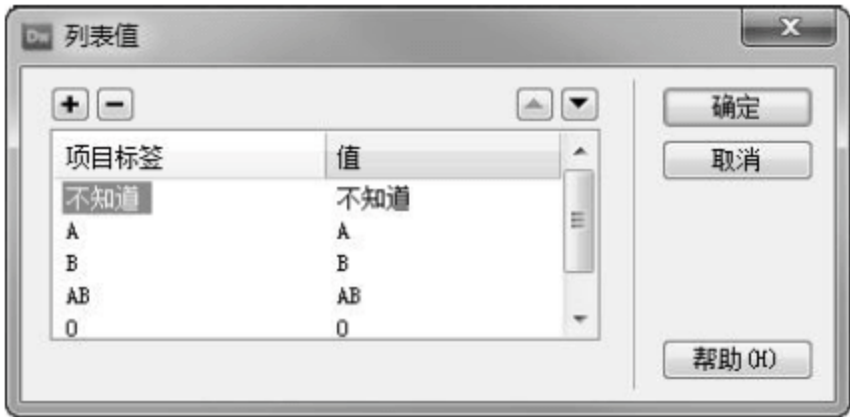 Dw 列表值
项目标签 值
不知道 不知道
A A
B B
AB AB
O O
确定
取消
帮助(H)